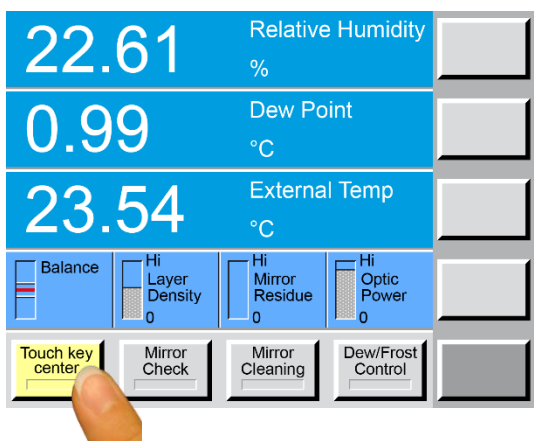 22.61
Relative Humidity
%
0.99
Dew Point
°C
23.54
External Temp
°C
Balance
Hi
Layer
Density
0
Hi
Mirror
Residue
0
Hi
Optic
Power
0
Touch key
center
Mirror
Check
Mirror
Cleaning
Dew/Frost
Control